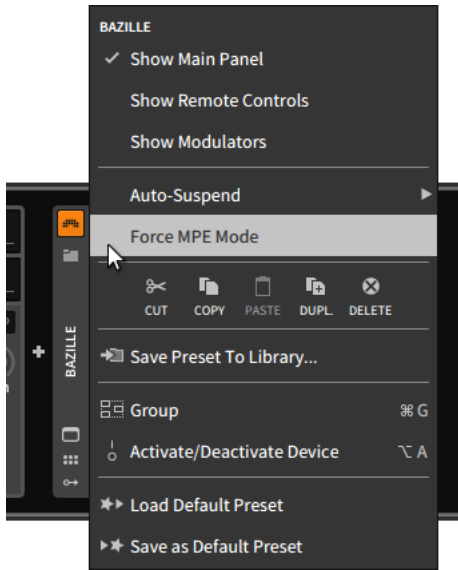 BAZILLE
✓ Show Main Panel
Show Remote Controls
Show Modulators
Auto-Suspend ▶
Force MPE Mode
CUT COPY PASTE DUPL. DELETE
Save Preset To Library...
Group ⌘ G
Activate/Deactivate Device ⌥ A
Load Default Preset
Save as Default Preset
BAZILLE